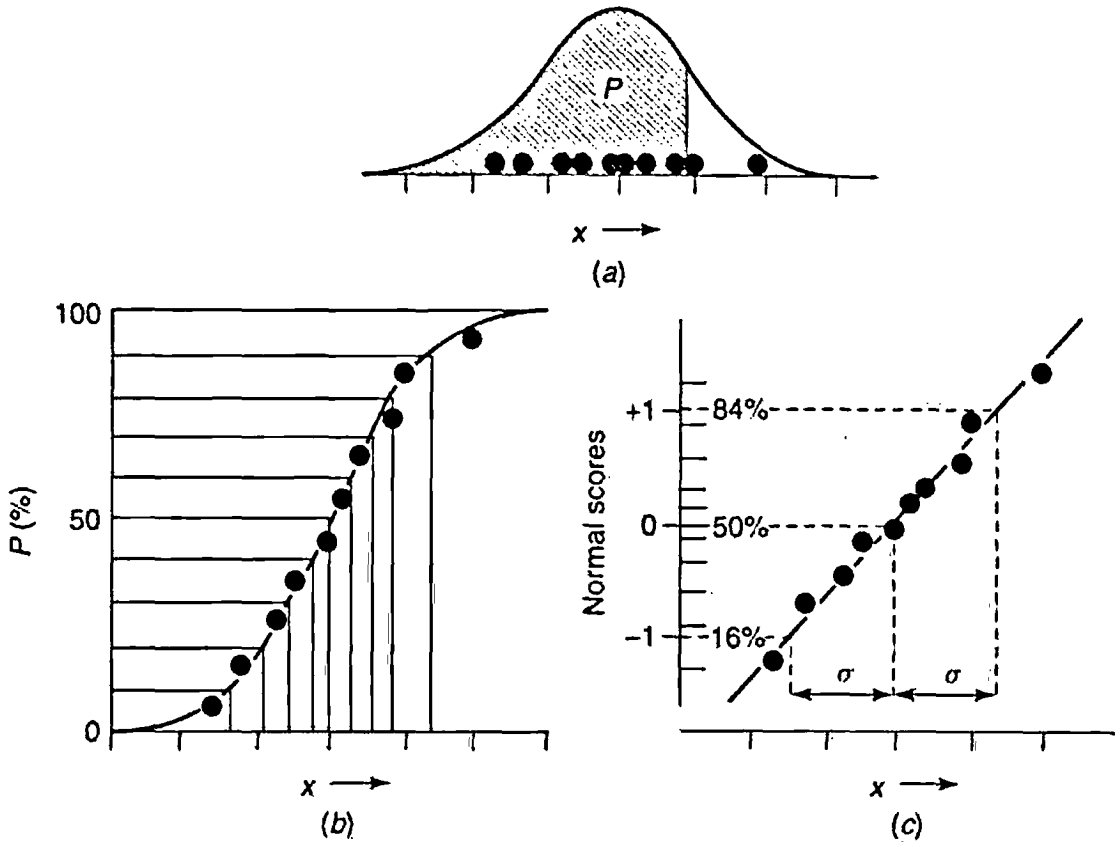 P
x
(a)
100
50
0
P (%)
x
(b)
+1
84%
0
50%
-1
16%
Normal scores
σ
σ
x
(c)